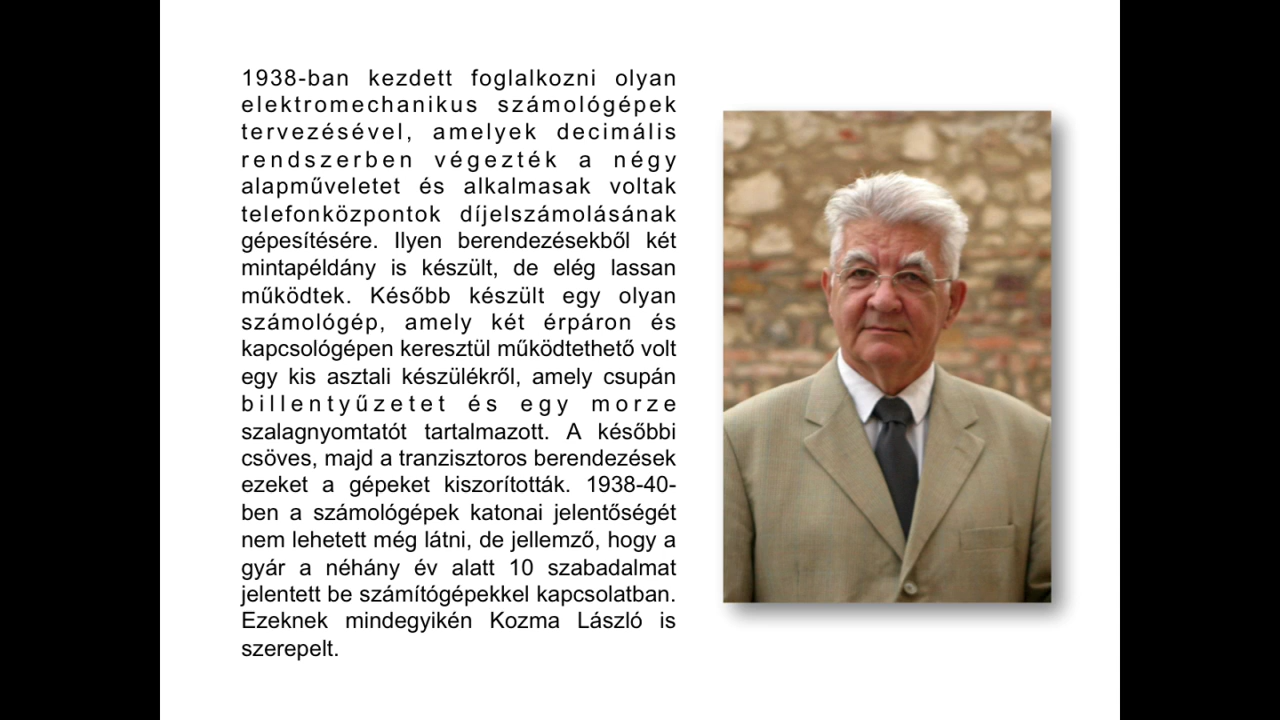 1938-ban kezdett foglalkozni olyan
elektromechanikus számológépek
tervezésével, amelyek decimális
rendszerben végezték a négy
alapműveletet és alkalmasak voltak
telefonközpontok díjelszámolásának
gépesítésére. Ilyen berendezésekből két
mintapéldány is készült, de elég lassan
működtek. Később készült egy olyan
számológép, amely két érpáron és
kapcsológépen keresztül működtethető volt
egy kis asztali készülékről, amely csupán
billentyűzetet és egy morze
szalagnyomtatót tartalmazott. A későbbi
csöves, majd a tranzisztoros berendezések
ezeket a gépeket kiszorították. 1938-40-
ben a számológépek katonai jelentőségét
nem lehetett még látni, de jellemző, hogy a
gyár a néhány év alatt 10 szabadalmat
jelentett be számítógépekkel kapcsolatban.
Ezeknek mindegyikén Kozma László is
szerepelt.